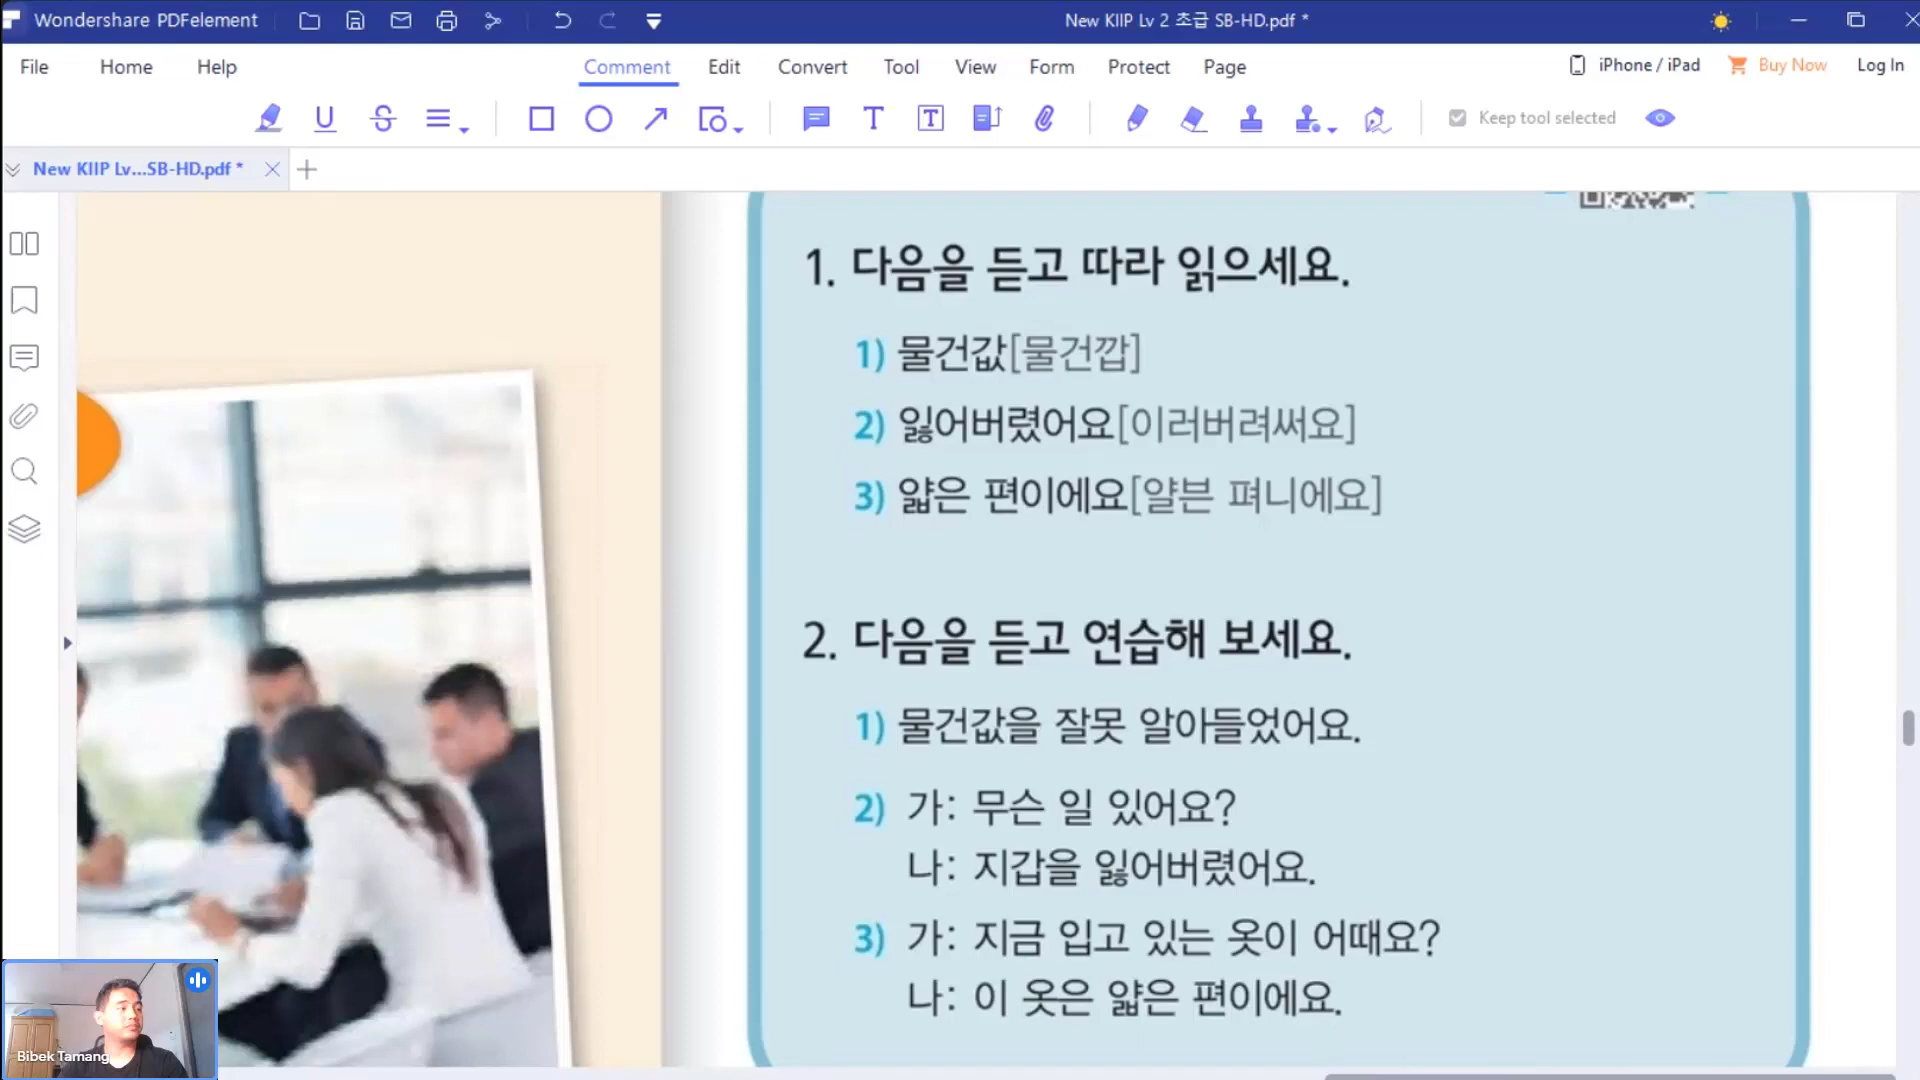 Wondershare PDFelement
New KIIP Lv 2 초급 SB-HD.pdf *
File Home Help Comment Edit Convert Tool View Form Protect Page iPhone / iPad Buy Now Log In
Keep tool selected
New KIIP Lv...SB-HD.pdf *
1. 다음을 듣고 따라 읽으세요.
1) 물건값[물건깝]
2) 잃어버렸어요[이러버려써요]
3) 얇은 편이에요[얄븐 펴니에요]
2. 다음을 듣고 연습해 보세요.
1) 물건값을 잘못 알아들었어요.
2) 가: 무슨 일 있어요?
나: 지갑을 잃어버렸어요.
3) 가: 지금 입고 있는 옷이 어때요?
나: 이 옷은 얇은 편이에요.
Bibek Tamang